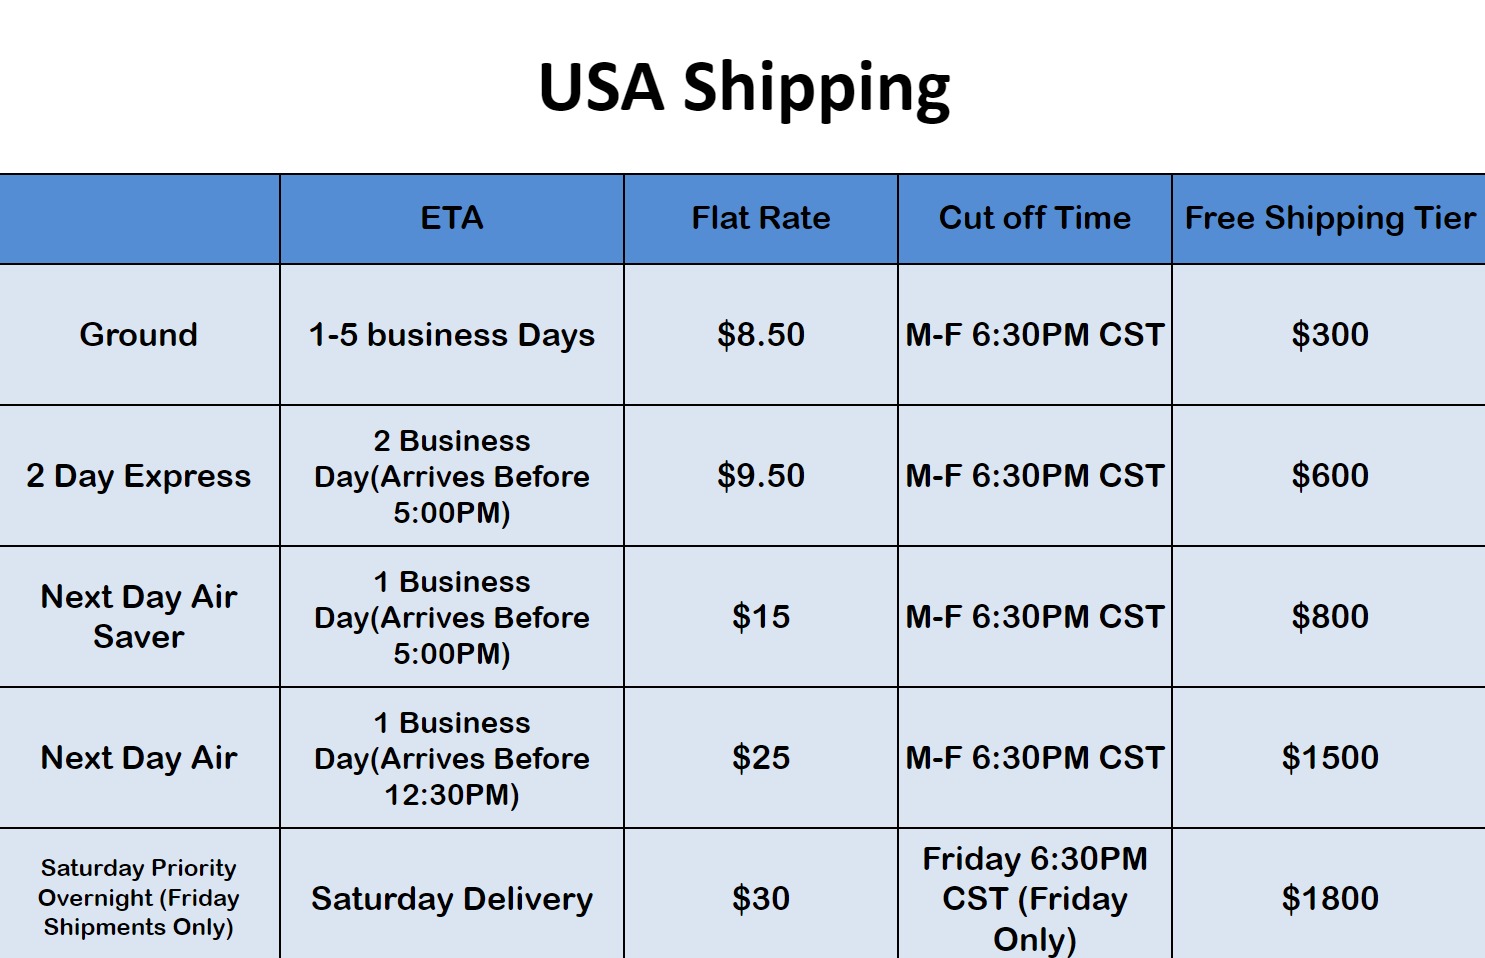 USA Shipping
ETA
Flat Rate
Cut off Time
Free Shipping Tier
Ground
1-5 business Days
$8.50
M-F 6:30PM CST
$300
2 Day Express
2 Business
Day(Arrives Before
5:00PM)
$9.50
M-F 6:30PM CST
$600
Next Day Air
Saver
1 Business
Day(Arrives Before
5:00PM)
$15
M-F 6:30PM CST
$800
Next Day Air
1 Business
Day(Arrives Before
12:30PM)
$25
M-F 6:30PM CST
$1500
Saturday Priority
Overnight (Friday
Shipments Only)
Saturday Delivery
$30
Friday 6:30PM
CST (Friday
Only)
$1800